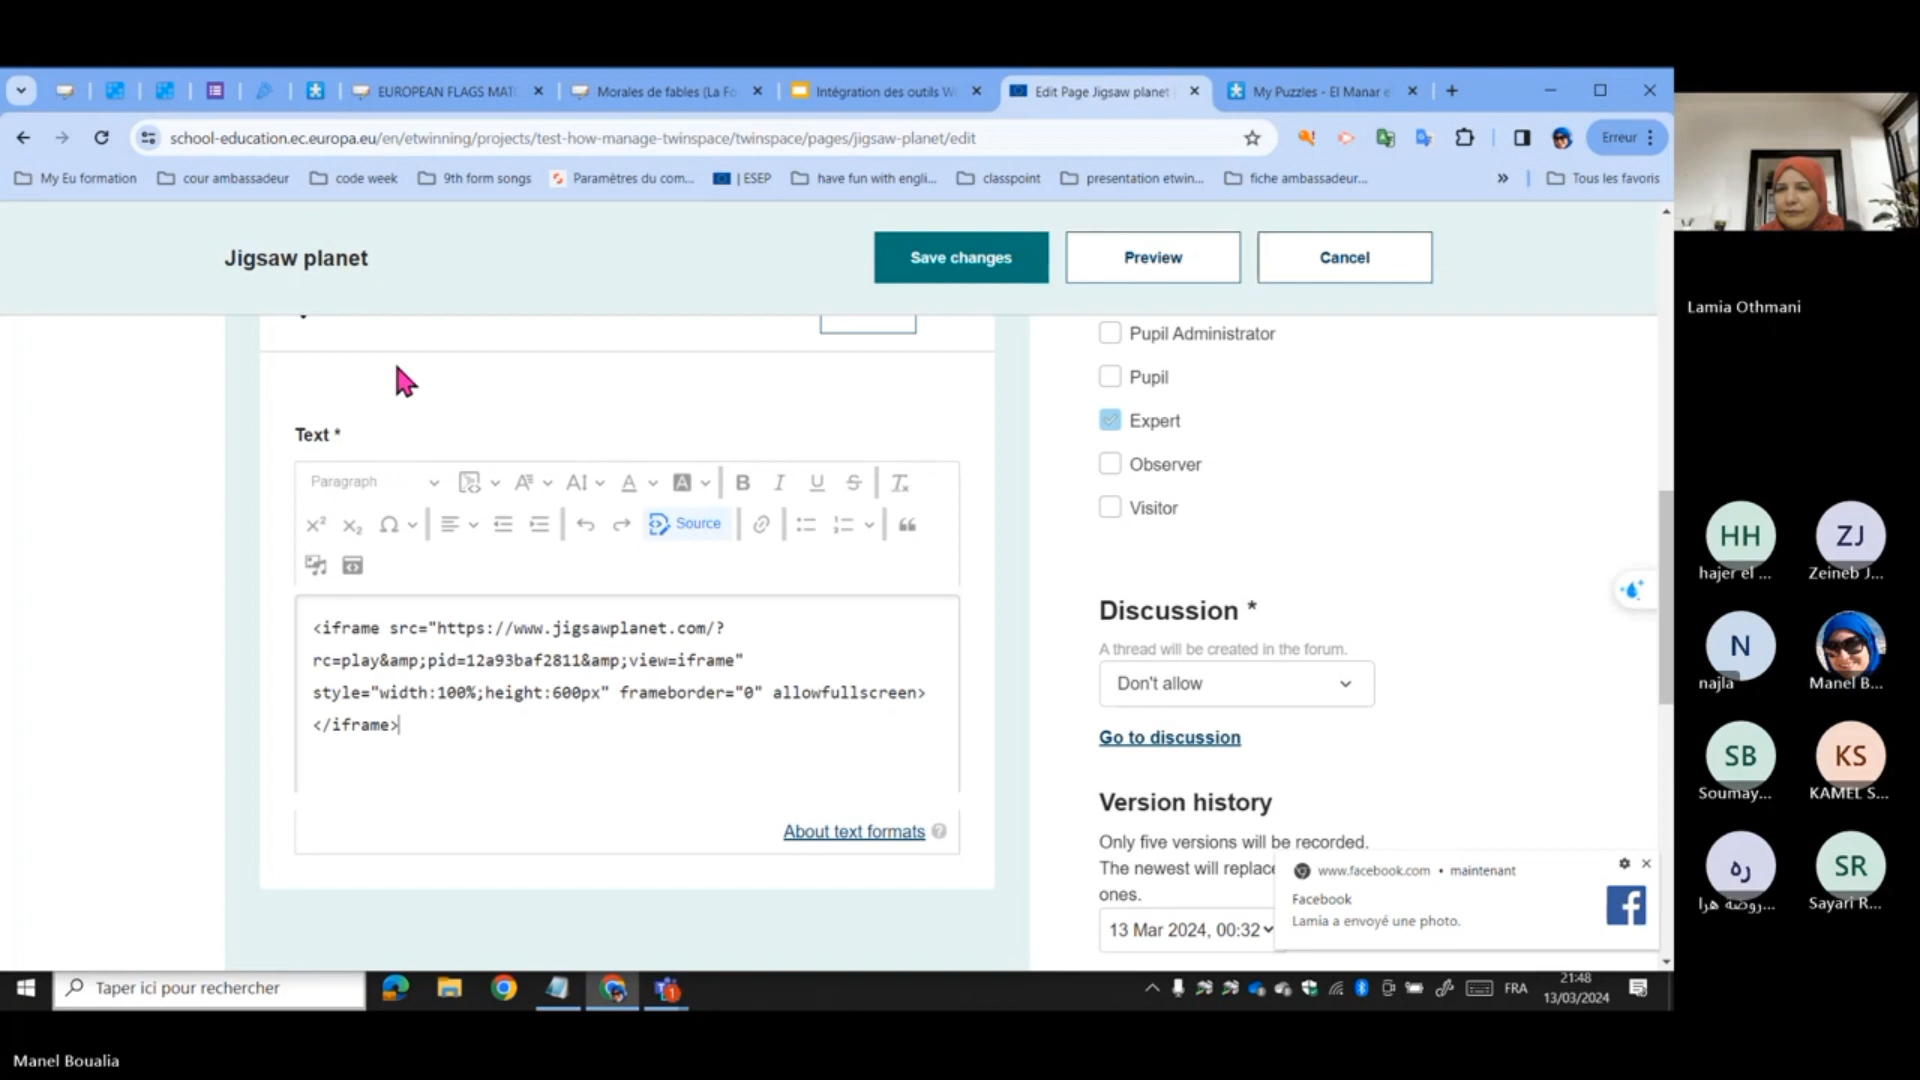 EUROPEAN FLAGS MAT
Morales de fables (La Fo
Intégration des outils W
Edit Page Jigsaw planet
My Puzzles - El Manar e
school-education.ec.europa.eu/en/etwinning/projects/test-how-manage-twinspace/twinspace/pages/jigsaw-planet/edit
Erreur
My Eu formation
cour ambassadeur
code week
9th form songs
Paramètres du com...
| ESEP
have fun with engli...
classpoint
presentation etwin...
fiche ambassadeur...
Tous les favoris
Jigsaw planet
Save changes
Preview
Cancel
Lamia Othmani
Pupil Administrator
Pupil
Expert
Observer
Visitor
Text *
Paragraph
Source
<iframe src="https://www.jigsawplanet.com/?
rc=play&amp;pid=12a93baf2811&amp;view=iframe"
style="width:100%;height:600px" frameborder="0" allowfullscreen>
</iframe>
About text formats
Discussion *
A thread will be created in the forum.
Don't allow
Go to discussion
Version history
Only five versions will be recorded.
The newest will replace
ones.
13 Mar 2024, 00:32
www.facebook.com • maintenant
Facebook
Lamia a envoyé une photo.
HH
hajer el ...
ZJ
Zeineb J...
N
najla
Manel B...
SB
Soumay...
KS
KAMEL S...
ره
روضه هرا...
SR
Sayari R...
Taper ici pour rechercher
FRA
21:48
13/03/2024
Manel Boualia